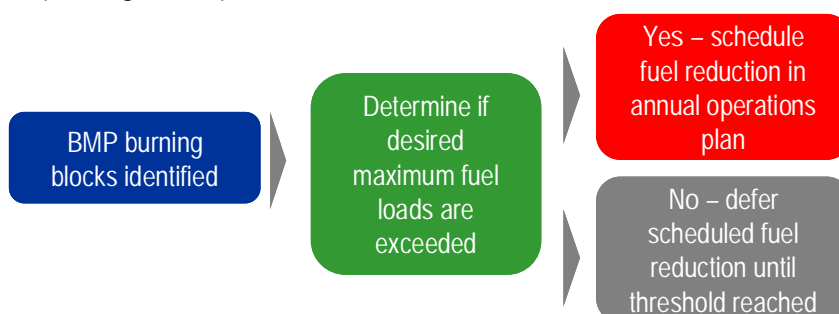 BMP burning
blocks identified
Determine if
desired
maximum fuel
loads are
exceeded
Yes – schedule
fuel reduction in
annual operations
plan
No – defer
scheduled fuel
reduction until
threshold reached